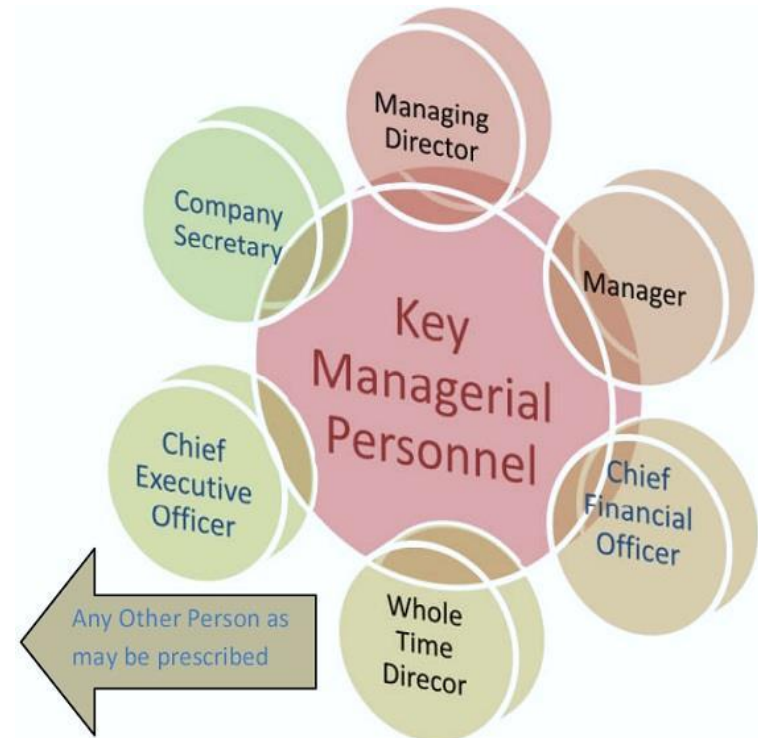 Managing
Director
Company
Secretary
Manager
Key
Managerial
Personnel
Chief
Executive
Officer
Chief
Financial
Officer
Whole
Time
Direcor
Any Other Person as
may be prescribed